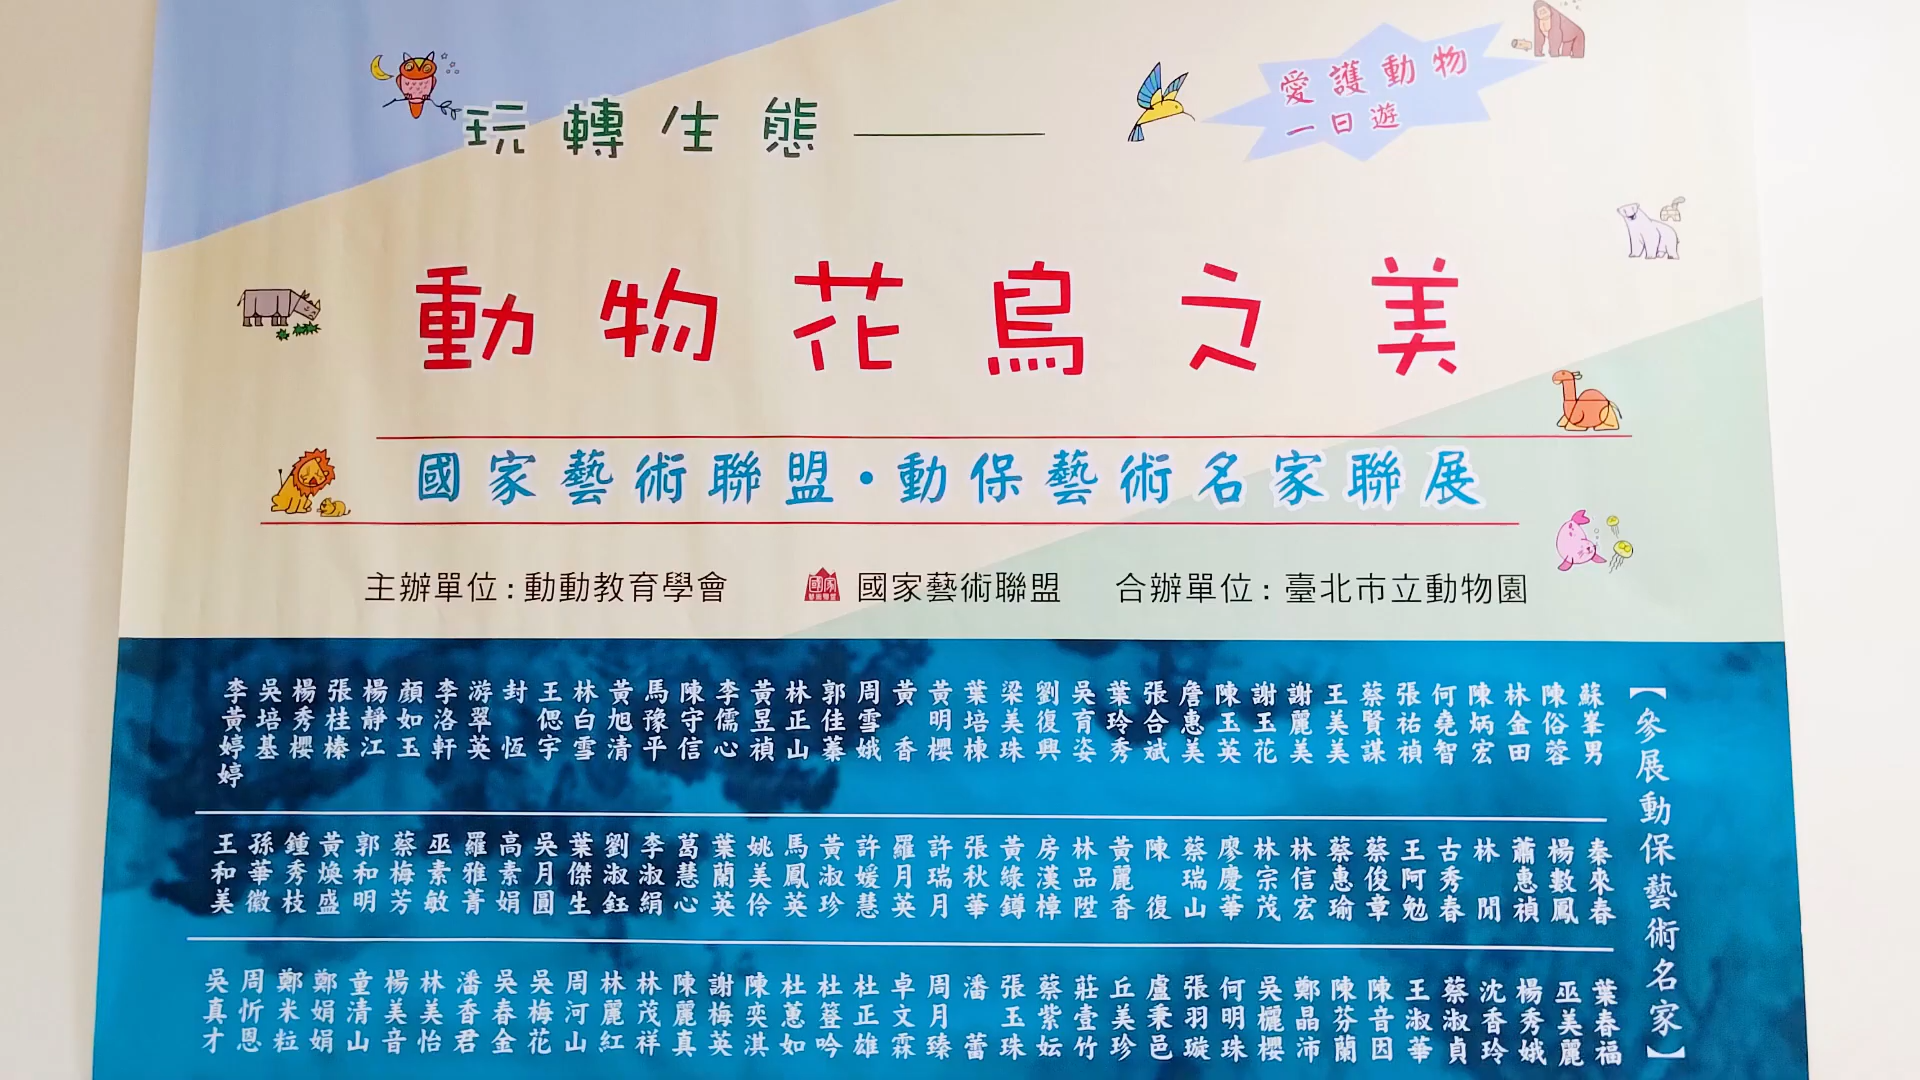 愛護動物
一日遊
玩轉生態
動物花鳥之美
國家藝術聯盟·動保藝術名家聯展
主辦單位:動動教育學會 國家 國家藝術聯盟 合辦單位:臺北市立動物園
【參展動保藝術名家】
蘇峯男
陳俗蓉
林金田
陳炳宏
何堯智
張祐禎
蔡賢謀
王美美
謝麗美
謝玉花
陳玉英
詹惠美
張合斌
葉玲秀
吳育姿
劉復興
梁美珠
葉培棟
黃明櫻
黃香
周雪娥
郭佳蓁
林正山
黃昱禎
李儒心
陳守信
馬豫平
黃旭清
林白雪
王偲宇
封恆
游翠英
李洛軒
顏如玉
楊靜江
張桂榛
楊秀櫻
吳培基
李黃婷婷
秦來春
楊數鳳
蕭惠禎
林閒
古秀春
王阿勉
蔡俊章
蔡惠瑜
林信宏
林宗茂
廖慶華
蔡瑞山
陳復
黃麗香
林品陞
房漢樟
黃綠鐏
張秋華
許瑞月
羅月英
許媛慧
黃淑珍
馬鳳英
姚美伶
葉蘭英
葛慧心
李淑絹
劉淑鈺
葉傑生
吳月圓
高素娟
羅雅菁
巫素敏
蔡梅芳
郭和明
黃煥盛
鍾秀枝
孫華徽
王和美
葉春福
巫美麗
楊秀娥
沈香玲
蔡淑貞
王淑華
陳音因
陳芬蘭
鄭晶沛
吳欐櫻
何明珠
張羽璇
盧秉邑
丘美珍
莊壹竹
蔡紫妘
張玉珠
潘蕾
周月臻
卓文霖
杜正雄
杜簦吟
杜蕙如
陳奕淇
謝梅英
陳麗真
林茂祥
林麗紅
周河山
吳梅花
吳春金
潘香君
林美怡
楊美音
童清山
鄭娟娟
鄭米粒
周忻恩
吳真才